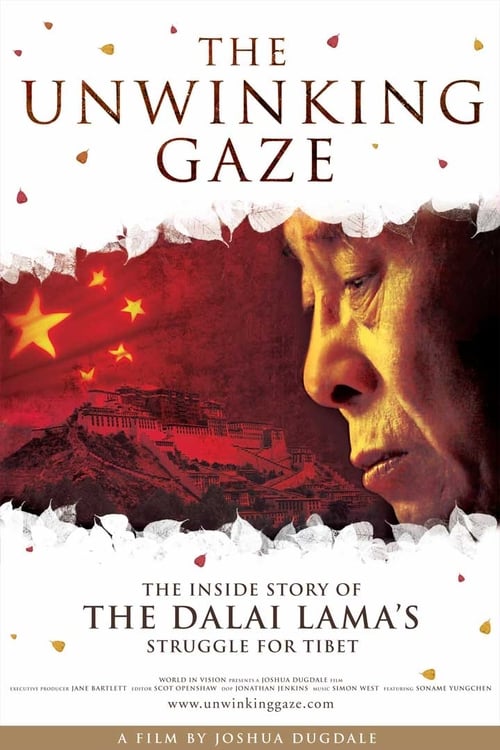 THE
UNWINKING
GAZE
THE INSIDE STORY OF
THE DALAI LAMA'S
STRUGGLE FOR TIBET
WORLD IN VISION PRESENTS A JOSHUA DUGDALE FILM
EXECUTIVE PRODUCER JANE BARTLETT EDITOR SCOT OPENSHAW DOP JONATHAN JENKINS MUSIC SIMON WEST FEATURING SONAME YUNGCHEN
www.unwinkinggaze.com
A FILM BY JOSHUA DUGDALE